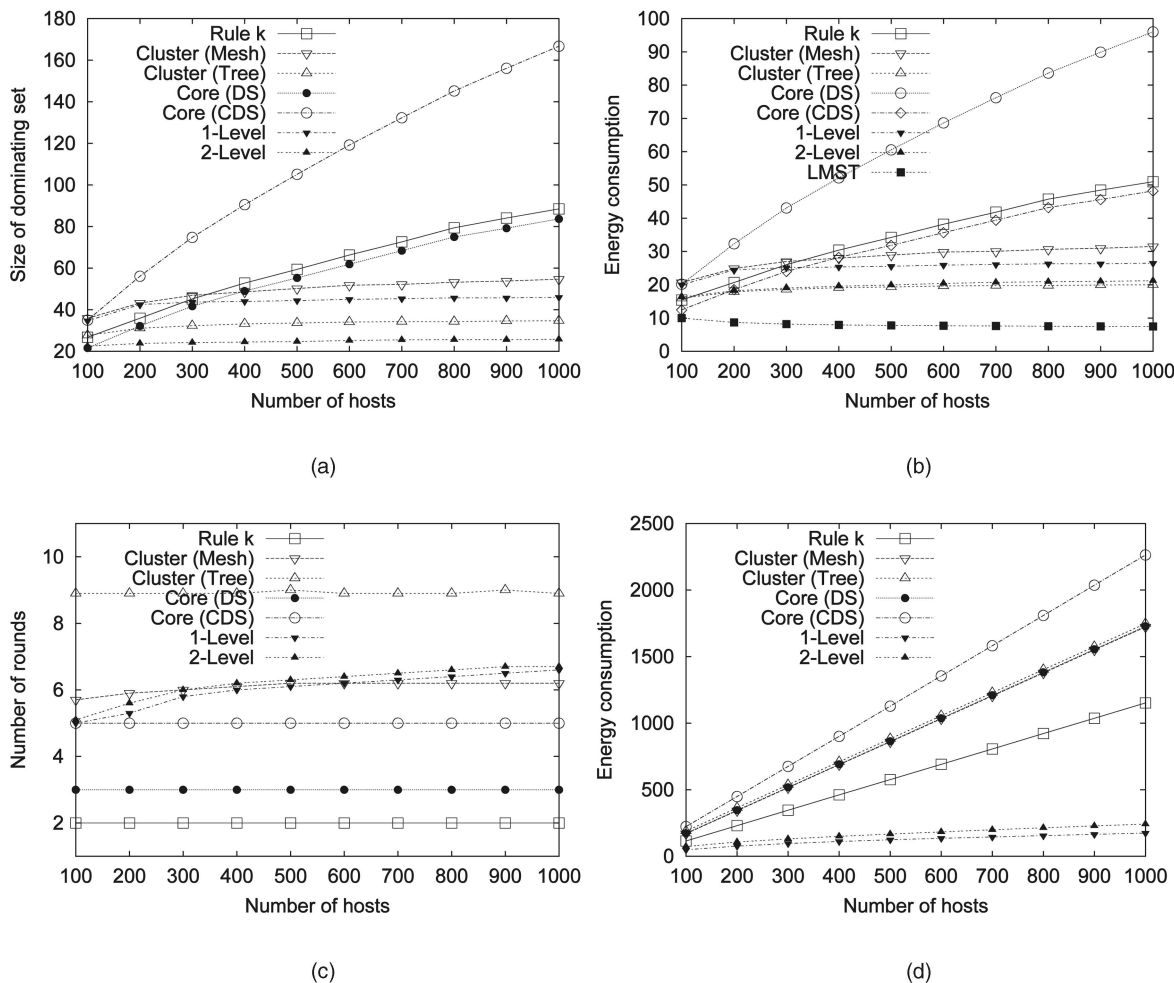 180
160
140
120
100
80
60
40
20
Size of dominating set
Rule k
Cluster (Mesh)
Cluster (Tree)
Core (DS)
Core (CDS)
1-Level
2-Level
100 200 300 400 500 600 700 800 900 1000
Number of hosts
(a)
100
90
80
70
60
50
40
30
20
10
0
Energy consumption
Rule k
Cluster (Mesh)
Cluster (Tree)
Core (DS)
Core (CDS)
1-Level
2-Level
LMST
100 200 300 400 500 600 700 800 900 1000
Number of hosts
(b)
10
8
6
4
2
Number of rounds
Rule k
Cluster (Mesh)
Cluster (Tree)
Core (DS)
Core (CDS)
1-Level
2-Level
100 200 300 400 500 600 700 800 900 1000
Number of hosts
(c)
2500
2000
1500
1000
500
0
Energy consumption
Rule k
Cluster (Mesh)
Cluster (Tree)
Core (DS)
Core (CDS)
1-Level
2-Level
100 200 300 400 500 600 700 800 900 1000
Number of hosts
(d)